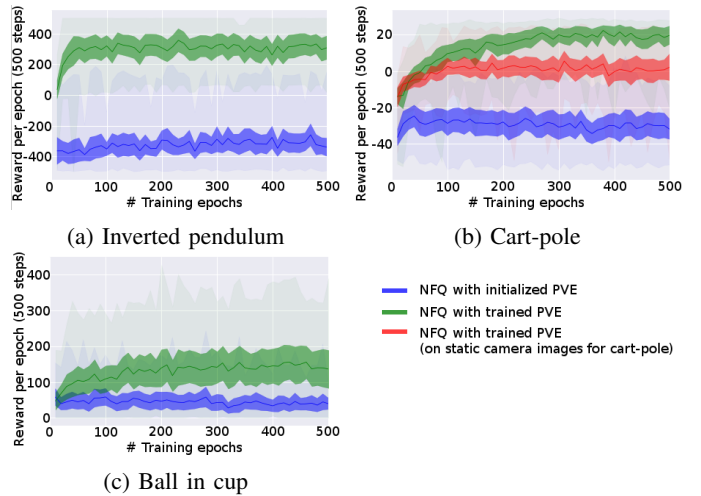 Reward per epoch (500 steps)
400
200
0
−200
−400
0
100
200
300
400
500
# Training epochs
(a) Inverted pendulum
Reward per epoch (500 steps)
20
0
−20
−40
0
100
200
300
400
500
# Training epochs
(b) Cart-pole
Reward per epoch (500 steps)
400
300
200
100
0
0
100
200
300
400
500
# Training epochs
(c) Ball in cup
NFQ with initialized PVE
NFQ with trained PVE
NFQ with trained PVE
(on static camera images for cart-pole)